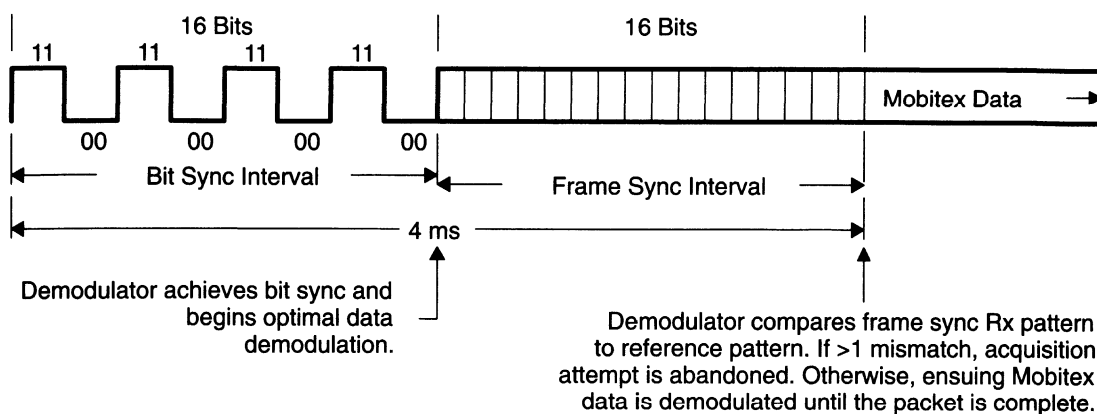 16 Bits 16 Bits
11 11 11 11
Mobitex Data
00 00 00 00
Bit Sync Interval
Frame Sync Interval
4 ms
Demodulator achieves bit sync and
begins optimal data
demodulation.
Demodulator compares frame sync Rx pattern
to reference pattern. If >1 mismatch, acquisition
attempt is abandoned. Otherwise, ensuing Mobitex
data is demodulated until the packet is complete.